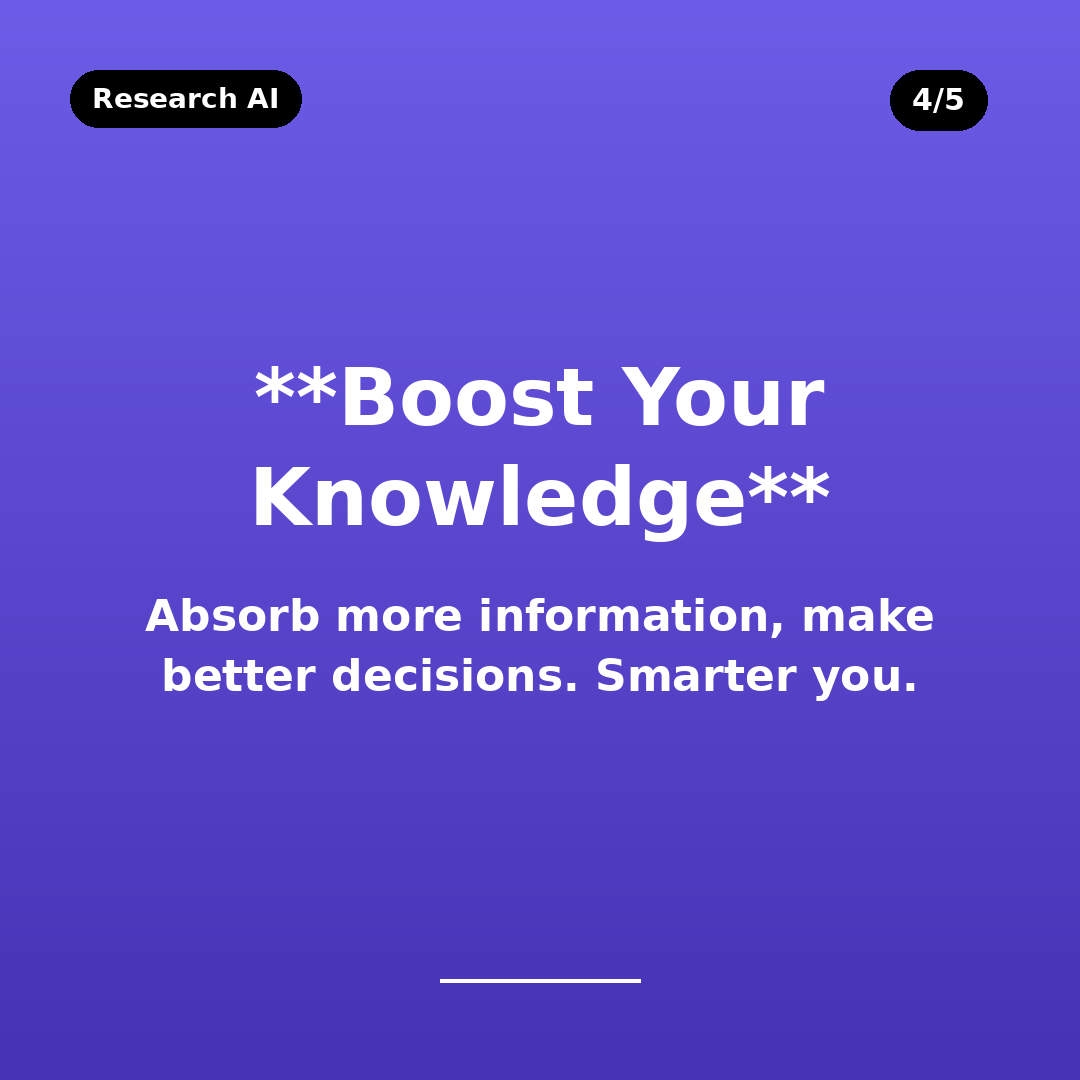 Research AI
4/5
**Boost Your
Knowledge**
Absorb more information, make
better decisions. Smarter you.